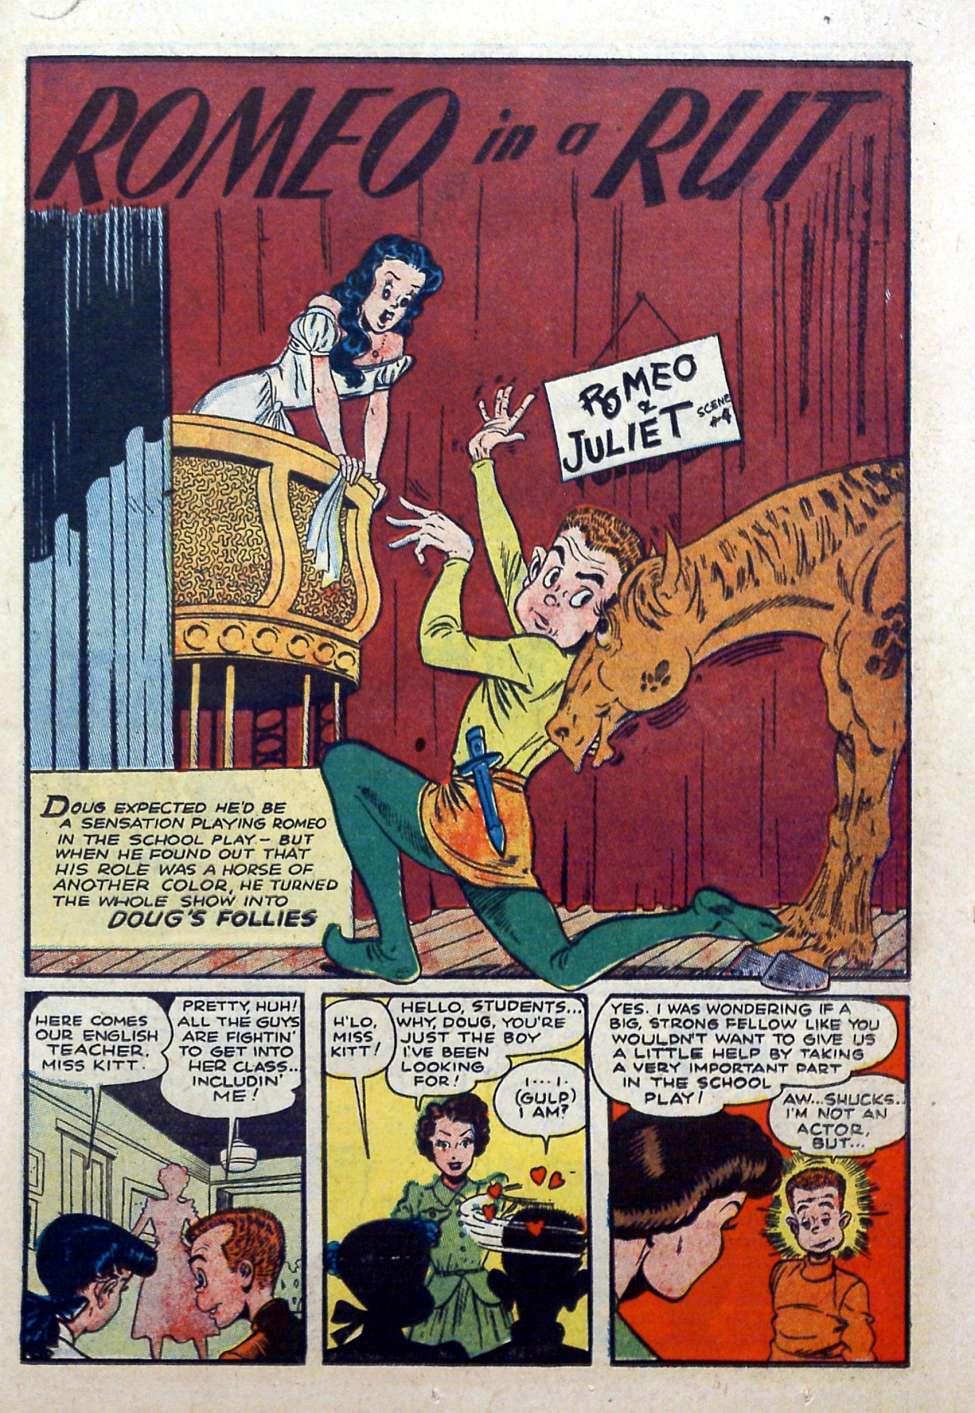 ROMEO in a RUT
ROMEO
&
JULIET
SCENE
#4
DOUG EXPECTED HE'D BE
A SENSATION PLAYING ROMEO
IN THE SCHOOL PLAY - BUT
WHEN HE FOUND OUT THAT
HIS ROLE WAS A HORSE OF
ANOTHER COLOR, HE TURNED
THE WHOLE SHOW INTO
DOUG'S FOLLIES
HERE COMES
OUR ENGLISH
TEACHER,
MISS KITT.
PRETTY, HUH!
ALL THE GUYS
ARE FIGHTIN'
TO GET INTO
HER CLASS..
INCLUDIN'
ME!
H'LO,
MISS
KITT!
HELLO, STUDENTS...
WHY, DOUG, YOU'RE
JUST THE BOY
I'VE BEEN
LOOKING
FOR!
I...I.
(GULP)
I AM?
YES. I WAS WONDERING IF A
BIG, STRONG FELLOW LIKE YOU
WOULDN'T WANT TO GIVE US
A LITTLE HELP BY TAKING
A VERY IMPORTANT PART
IN THE SCHOOL
PLAY!
AW...SHUCKS..
I'M NOT AN
ACTOR,
BUT...